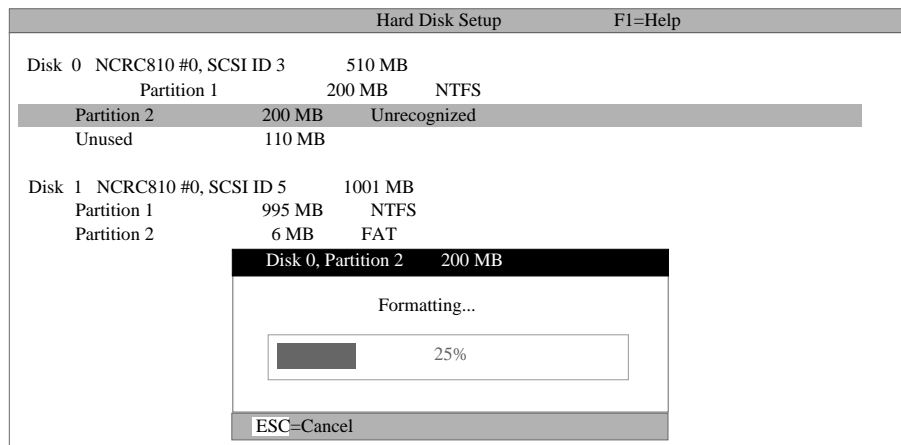 Hard Disk Setup F1=Help
Disk 0 NCRC810 #0, SCSI ID 3 510 MB
Partition 1 200 MB NTFS
Partition 2 200 MB Unrecognized
Unused 110 MB
Disk 1 NCRC810 #0, SCSI ID 5 1001 MB
Partition 1 995 MB NTFS
Partition 2 6 MB FAT
Disk 0, Partition 2 200 MB
Formatting...
25%
ESC=Cancel